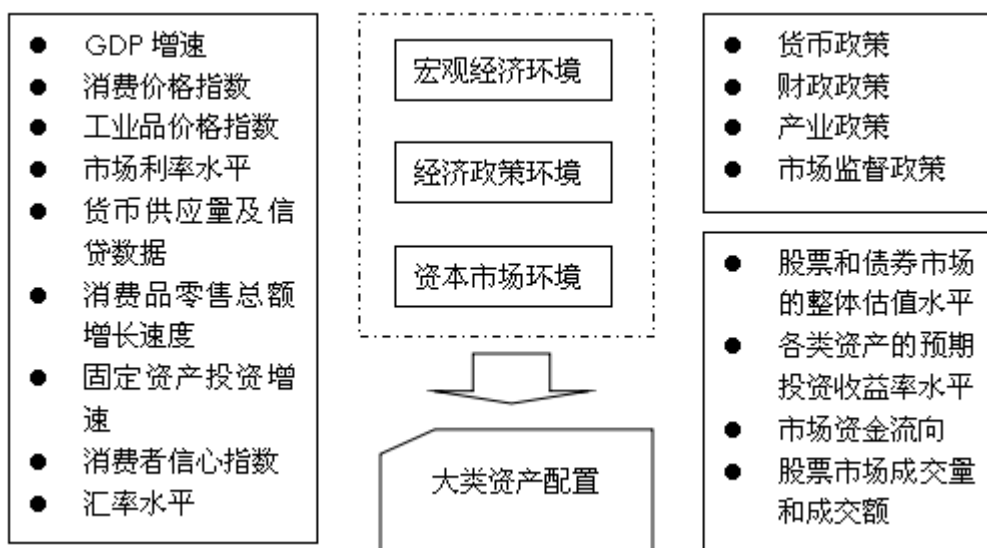 GDP 增速
消费价格指数
工业品价格指数
市场利率水平
货币供应量及信
贷数据
消费品零售总额
增长速度
固定资产投资增
速
消费者信心指数
汇率水平
宏观经济环境
经济政策环境
资本市场环境
大类资产配置
货币政策
财政政策
产业政策
市场监督政策
股票和债券市场
的整体估值水平
各类资产的预期
投资收益率水平
市场资金流向
股票市场成交量
和成交额